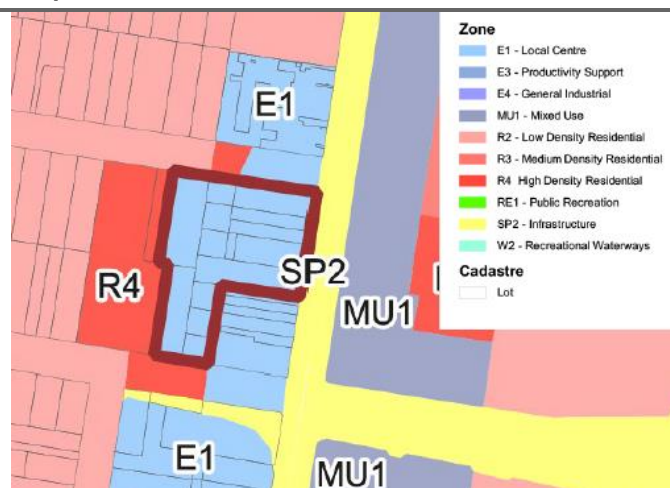 Zone
E1 - Local Centre
E3 - Productivity Support
E4 - General Industrial
MU1 - Mixed Use
R2 - Low Density Residential
R3 - Medium Density Residential
R4 High Density Residential
RE1 - Public Recreation
SP2 - Infrastructure
W2 - Recreational Waterways
Cadastre
Lot
E1
SP2
R4
MU1
E1
MU1